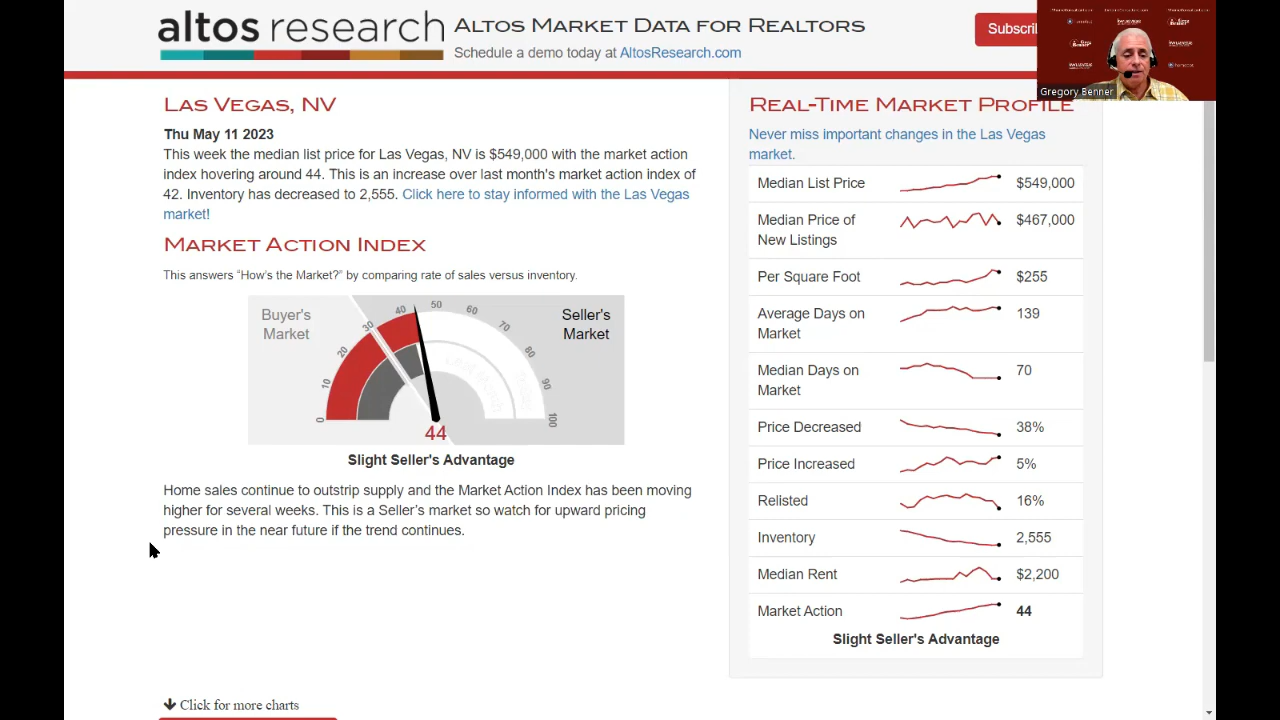 altos research
Altos Market Data for Realtors
Schedule a demo today at AltosResearch.com
Gregory Benner
Las Vegas, NV
Thu May 11 2023
This week the median list price for Las Vegas, NV is $549,000 with the market action
index hovering around 44. This is an increase over last month's market action index of
42. Inventory has decreased to 2,555. Click here to stay informed with the Las Vegas
market!
Market Action Index
This answers “How's the Market?” by comparing rate of sales versus inventory.
Buyer's
Market
Seller's
Market
0
10
20
30
40
50
60
70
80
90
100
44
Slight Seller's Advantage
Home sales continue to outstrip supply and the Market Action Index has been moving
higher for several weeks. This is a Seller’s market so watch for upward pricing
pressure in the near future if the trend continues.
Click for more charts
Real-Time Market Profile
Never miss important changes in the Las Vegas
market.
Median List Price $549,000
Median Price of
New Listings $467,000
Per Square Foot $255
Average Days on
Market 139
Median Days on
Market 70
Price Decreased 38%
Price Increased 5%
Relisted 16%
Inventory 2,555
Median Rent $2,200
Market Action 44
Slight Seller's Advantage